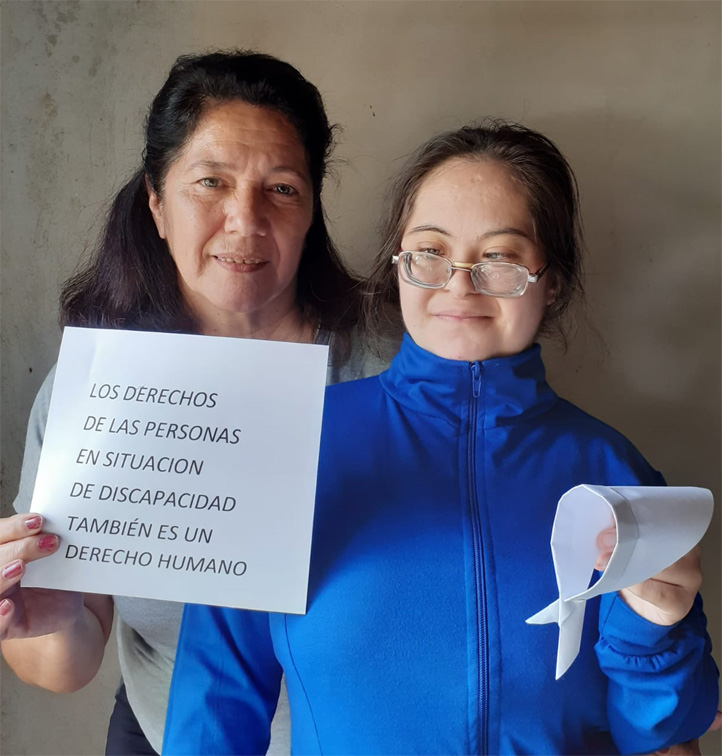 LOS DERECHOS
DE LAS PERSONAS
EN SITUACION
DE DISCAPACIDAD
TAMBIÉN ES UN
DERECHO HUMANO